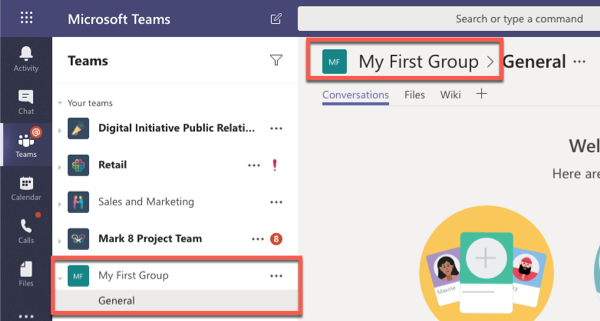 Microsoft Teams
Search or type a command
Activity
Chat
Teams
Calendar
Calls
Files
Teams
Your teams
Digital Initiative Public Relati...
Retail
Sales and Marketing
Mark 8 Project Team
8
MF My First Group
General
MF My First Group > General
Conversations Files Wiki +
Wel
Here are
Maxine